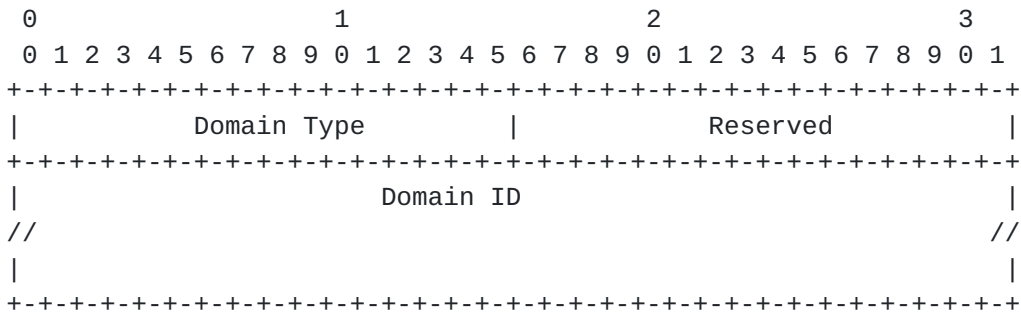 0                   1                   2                   3
 0 1 2 3 4 5 6 7 8 9 0 1 2 3 4 5 6 7 8 9 0 1 2 3 4 5 6 7 8 9 0 1
+-+-+-+-+-+-+-+-+-+-+-+-+-+-+-+-+-+-+-+-+-+-+-+-+-+-+-+-+-+-+-+-+
|           Domain Type         |            Reserved           |
+-+-+-+-+-+-+-+-+-+-+-+-+-+-+-+-+-+-+-+-+-+-+-+-+-+-+-+-+-+-+-+-+
|                       Domain ID                               |
//                                                             //
|                                                               |
+-+-+-+-+-+-+-+-+-+-+-+-+-+-+-+-+-+-+-+-+-+-+-+-+-+-+-+-+-+-+-+-+